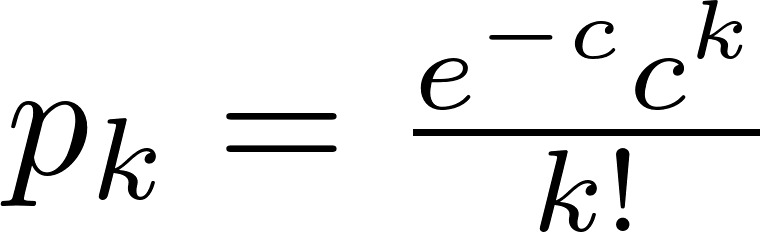 p_k = \frac{e^{-c} c^k}{k!}